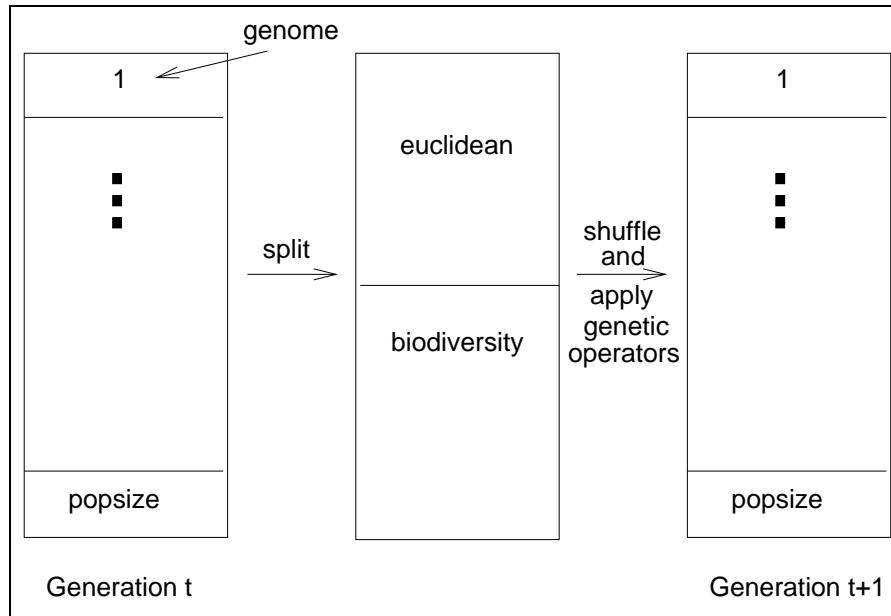 genome
1
1
euclidean
split
shuffle
and
apply
genetic
operators
biodiversity
popsize
popsize
Generation t
Generation t+1